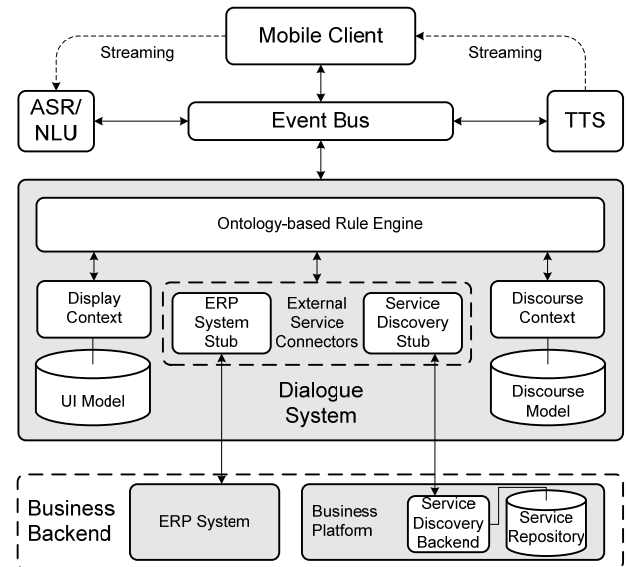 Mobile Client
Streaming
Streaming
ASR/
NLU
Event Bus
TTS
Ontology-based Rule Engine
Display
Context
ERP
System
Stub
External
Service
Connectors
Service
Discovery
Stub
Discourse
Context
UI Model
Dialogue
System
Discourse
Model
Business
Backend
ERP System
Business
Platform
Service
Discovery
Backend
Service
Repository